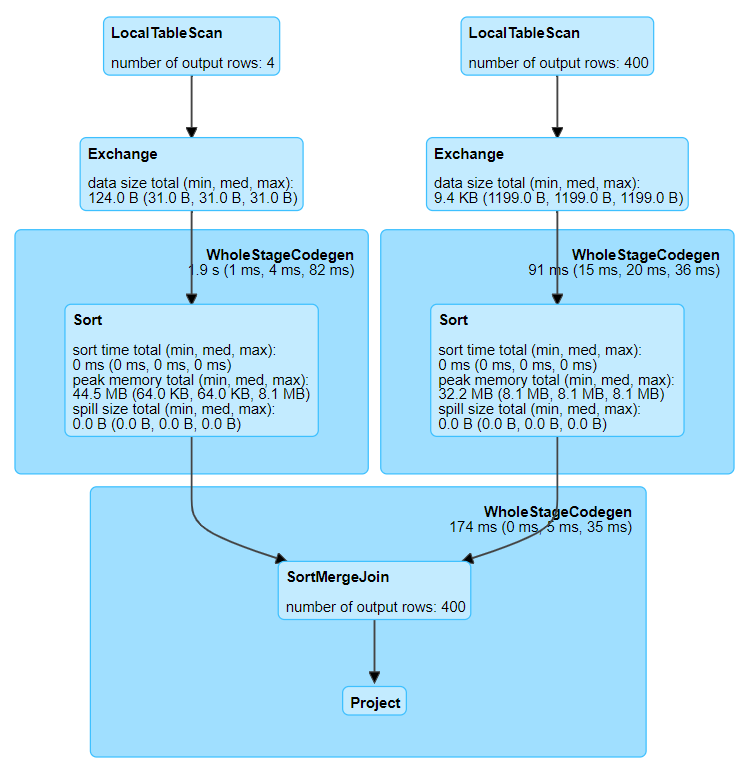 LocalTableScan
number of output rows: 4
LocalTableScan
number of output rows: 400
Exchange
data size total (min, med, max):
124.0 B (31.0 B, 31.0 B, 31.0 B)
Exchange
data size total (min, med, max):
9.4 KB (1199.0 B, 1199.0 B, 1199.0 B)
WholeStageCodegen
1.9 s (1 ms, 4 ms, 82 ms)
Sort
sort time total (min, med, max):
0 ms (0 ms, 0 ms, 0 ms)
peak memory total (min, med, max):
44.5 MB (64.0 KB, 64.0 KB, 8.1 MB)
spill size total (min, med, max):
0.0 B (0.0 B, 0.0 B, 0.0 B)
WholeStageCodegen
91 ms (15 ms, 20 ms, 36 ms)
Sort
sort time total (min, med, max):
0 ms (0 ms, 0 ms, 0 ms)
peak memory total (min, med, max):
32.2 MB (8.1 MB, 8.1 MB, 8.1 MB)
spill size total (min, med, max):
0.0 B (0.0 B, 0.0 B, 0.0 B)
WholeStageCodegen
174 ms (0 ms, 5 ms, 35 ms)
SortMergeJoin
number of output rows: 400
Project